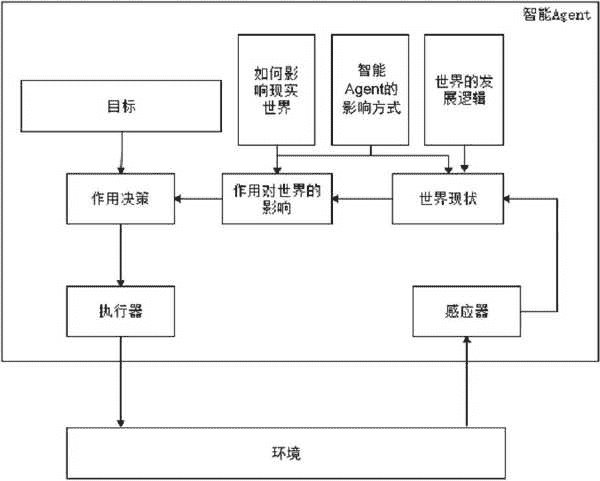 智能Agent
如何影
响现实
世界
智能
Agent的
影响方式
世界的发
展逻辑
目标
作用决策
作用对世界的
影响
世界现状
执行器
感应器
环境